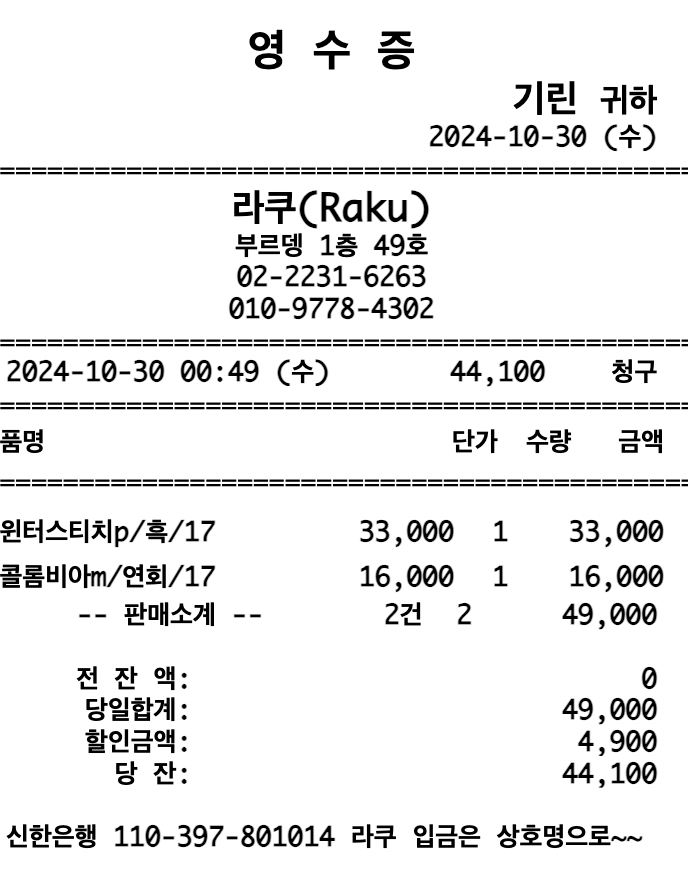 영 수 증
기린 귀하
2024-10-30 (수)
================================================
라쿠(Raku)
부르뎅 1층 49호
02-2231-6263
010-9778-4302
================================================
2024-10-30 00:49 (수) 44,100 청구
================================================
품명 단가 수량 금액
================================================
윈터스티치p/흑/17 33,000 1 33,000
콜롬비아m/연회/17 16,000 1 16,000
-- 판매소계 -- 2건 2 49,000
전 잔 액: 0
당일합계: 49,000
할인금액: 4,900
당 잔: 44,100
신한은행 110-397-801014 라쿠 입금은 상호명으로~~